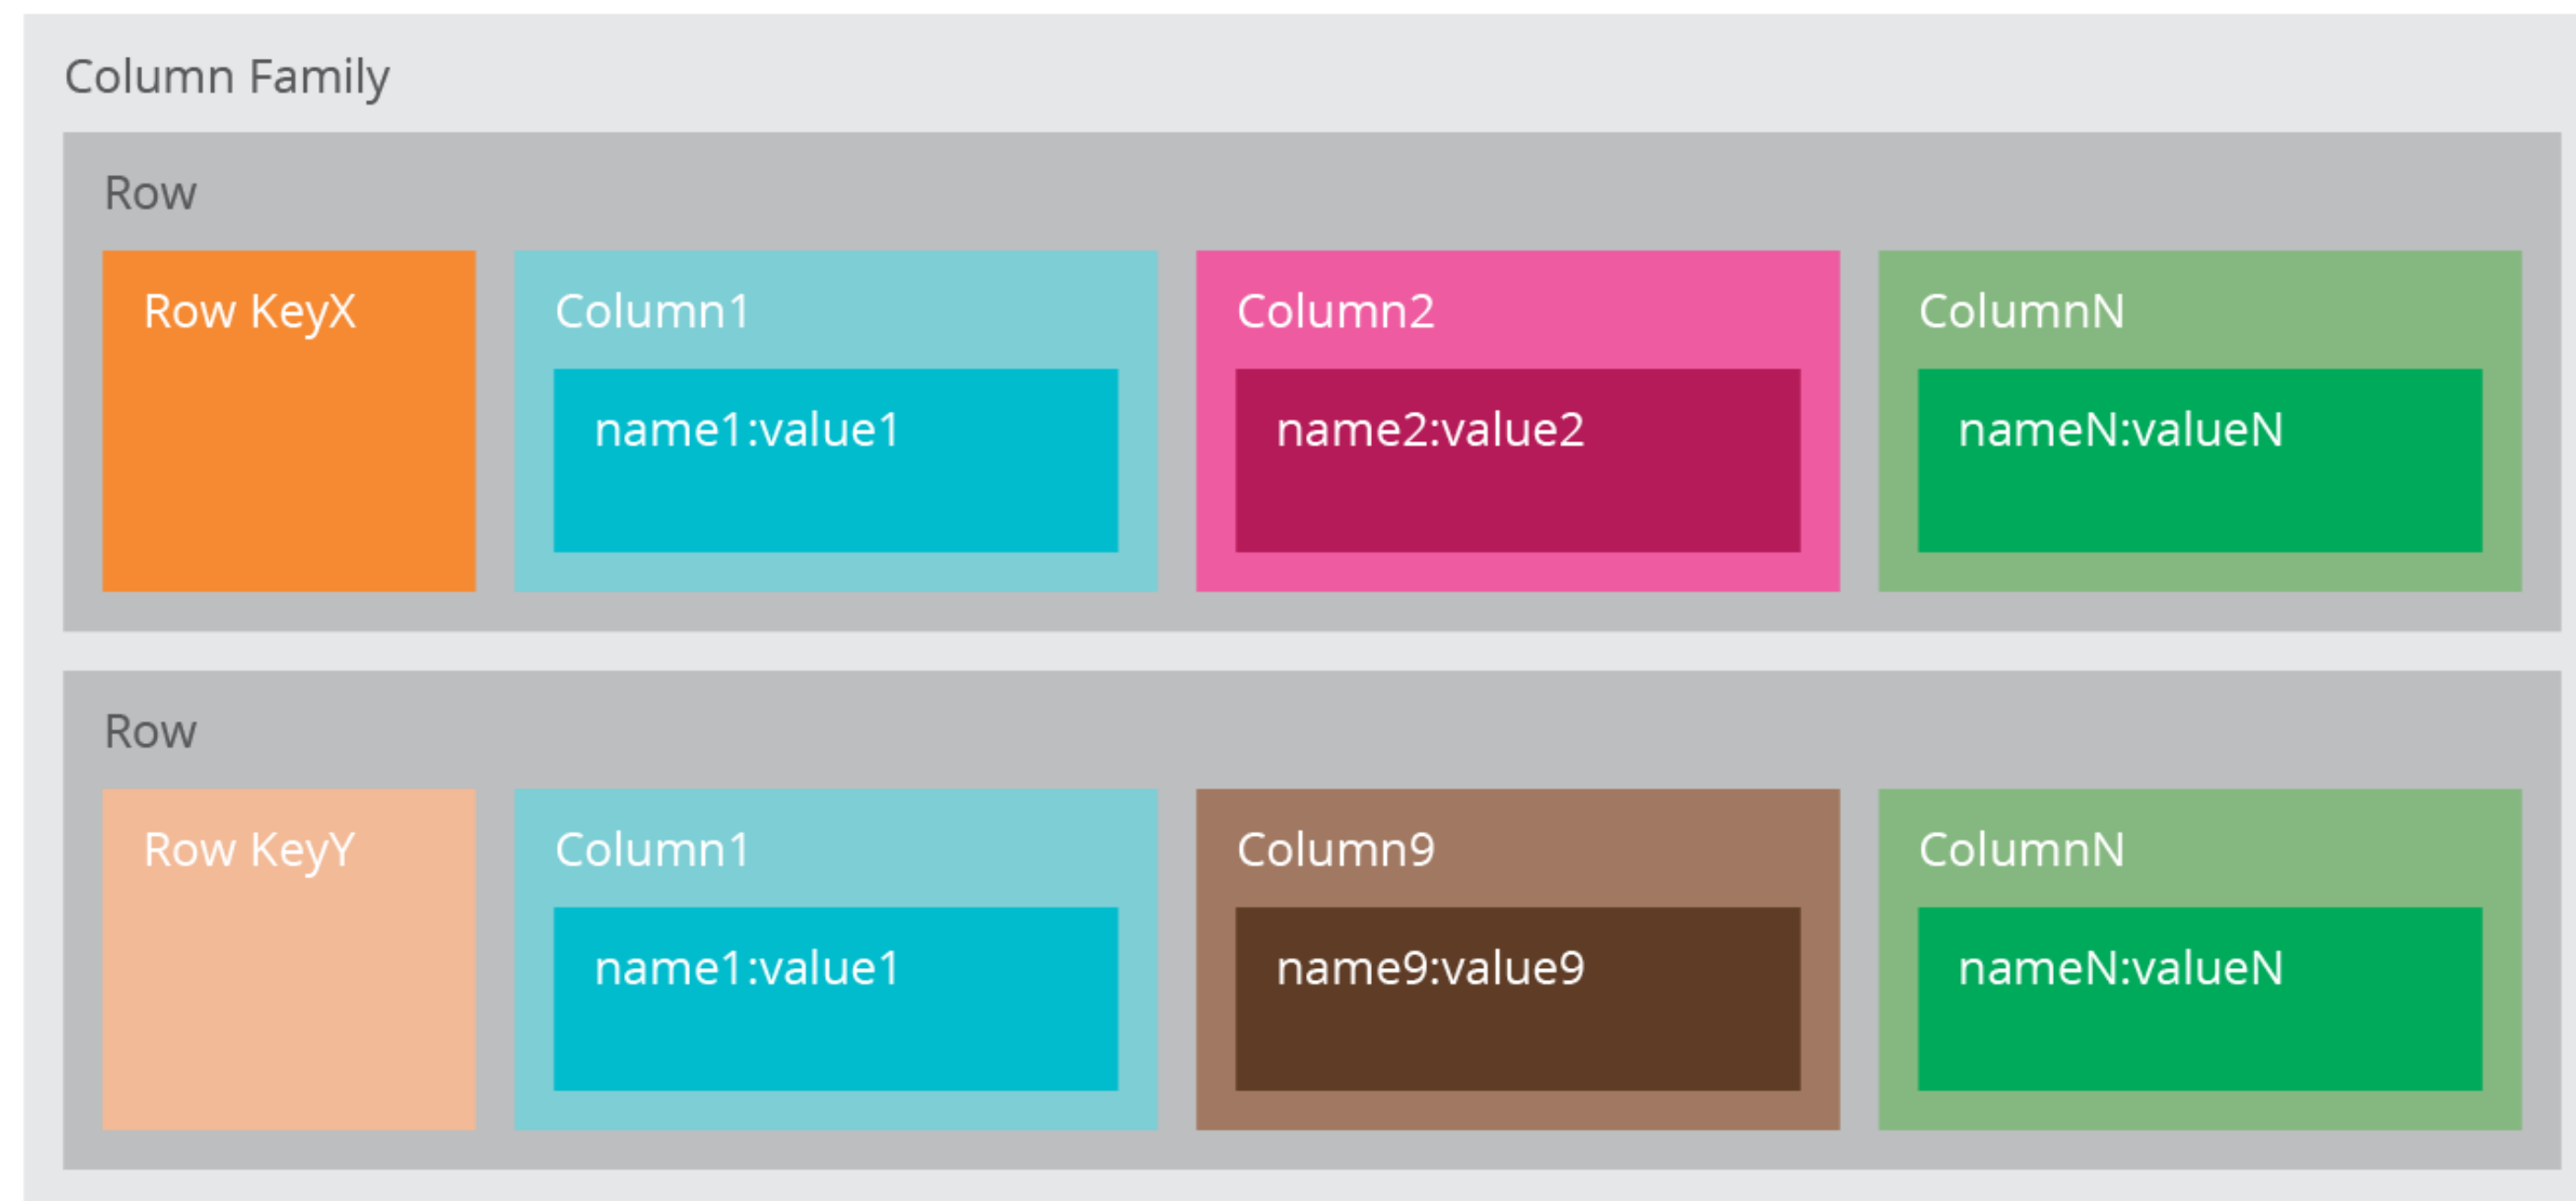 Column Family
Row
Row KeyX
Column1
name1:value1
Column2
name2:value2
ColumnN
nameN:valueN
Row
Row KeyY
Column1
name1:value1
Column9
name9:value9
ColumnN
nameN:valueN